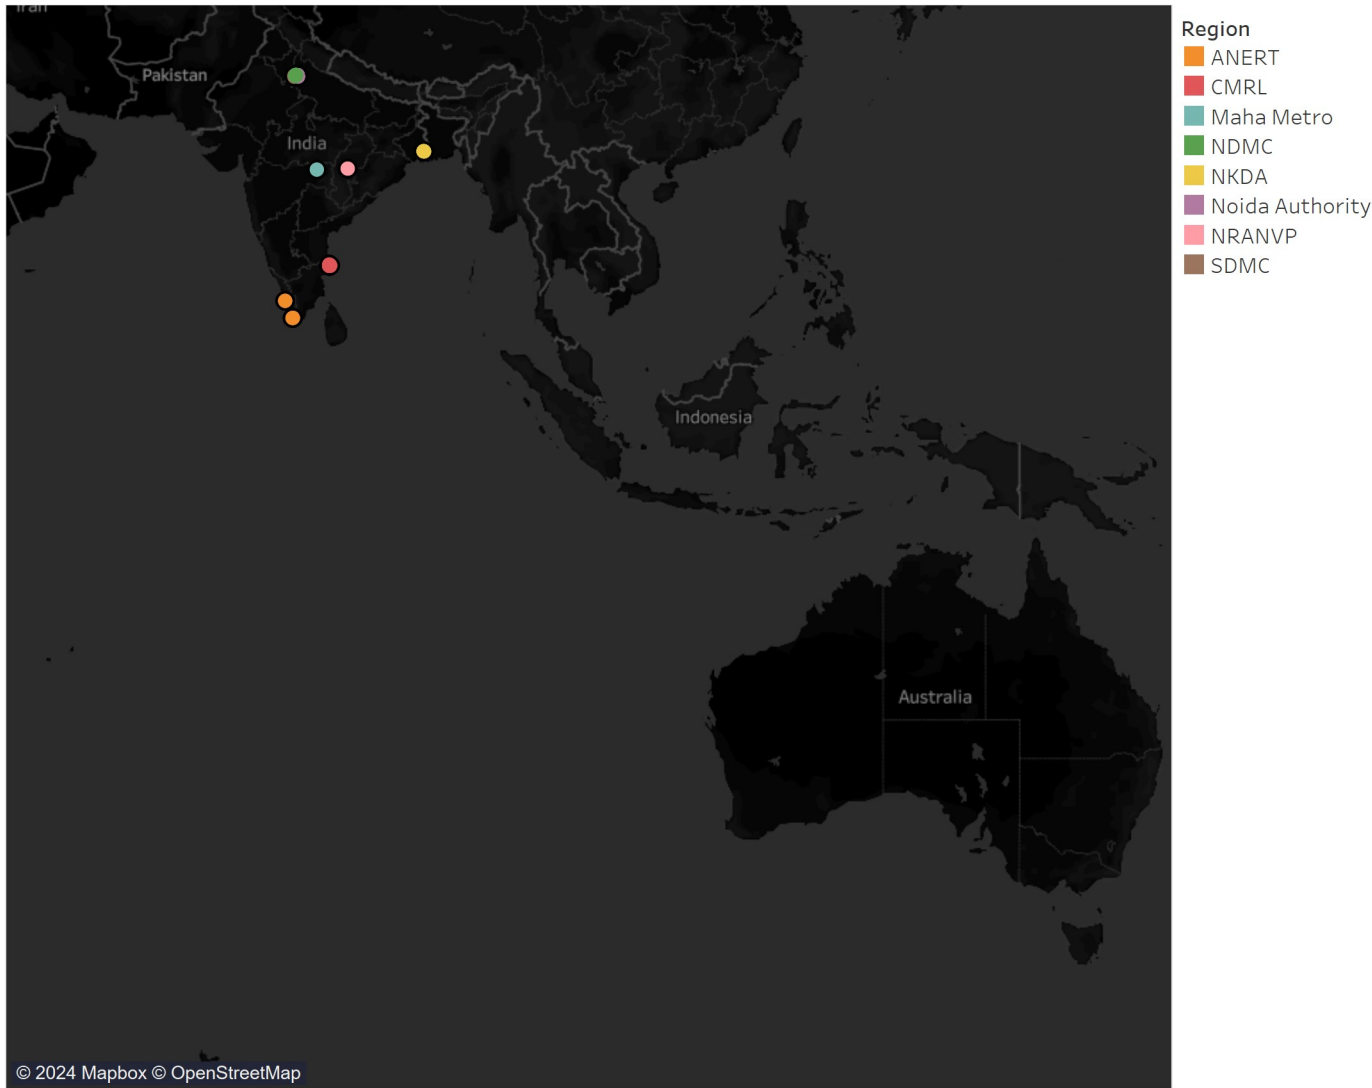 Iran
Pakistan
India
Indonesia
Australia
© 2024 Mapbox © OpenStreetMap
Region
ANERT
CMRL
Maha Metro
NDMC
NKDA
Noida Authority
NRANVP
SDMC